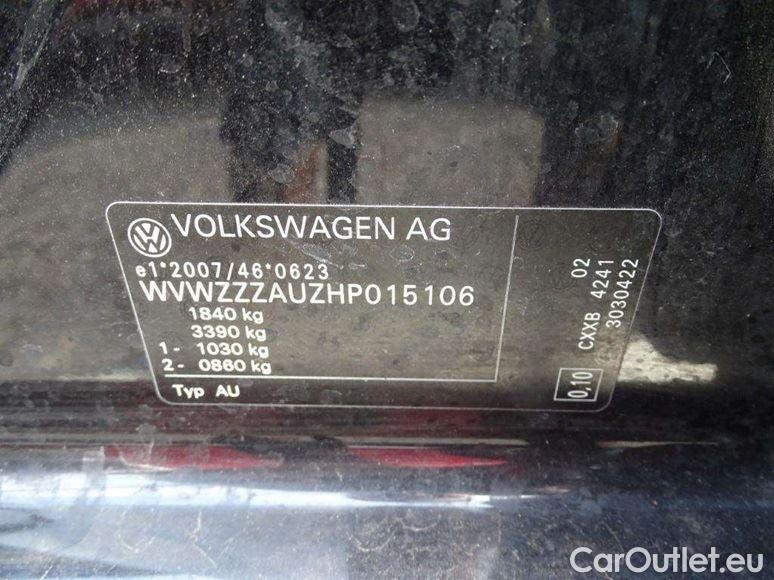 VOLKSWAGEN AG
e1*2007/46*0623
WVWZZZAUZHP015106
1840 kg
3390 kg
1 - 1030 kg
2 - 0860 kg
Typ AU
0,10
CXXB 4241 02
3030422
CarOutlet.eu